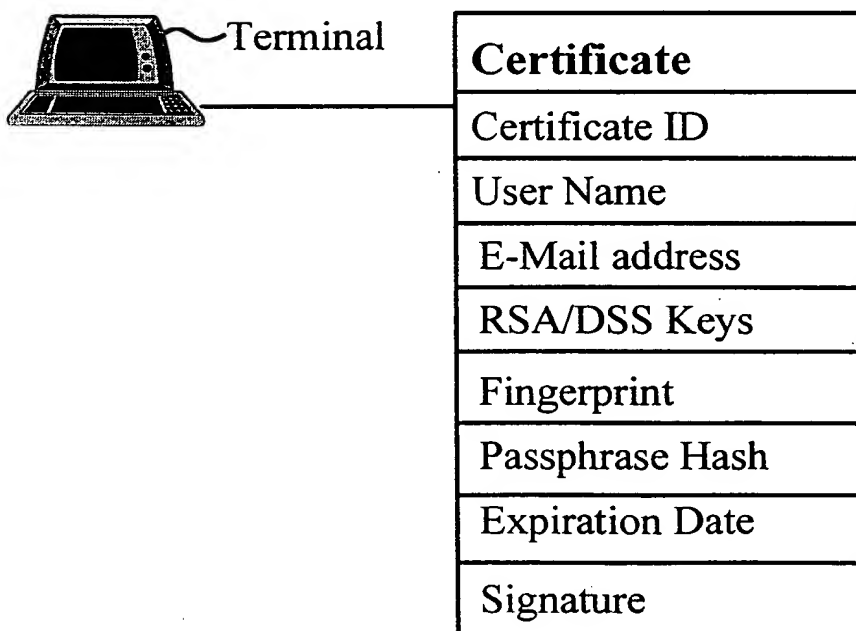 Terminal
Certificate
Certificate ID
User Name
E-Mail address
RSA/DSS Keys
Fingerprint
Passphrase Hash
Expiration Date
Signature